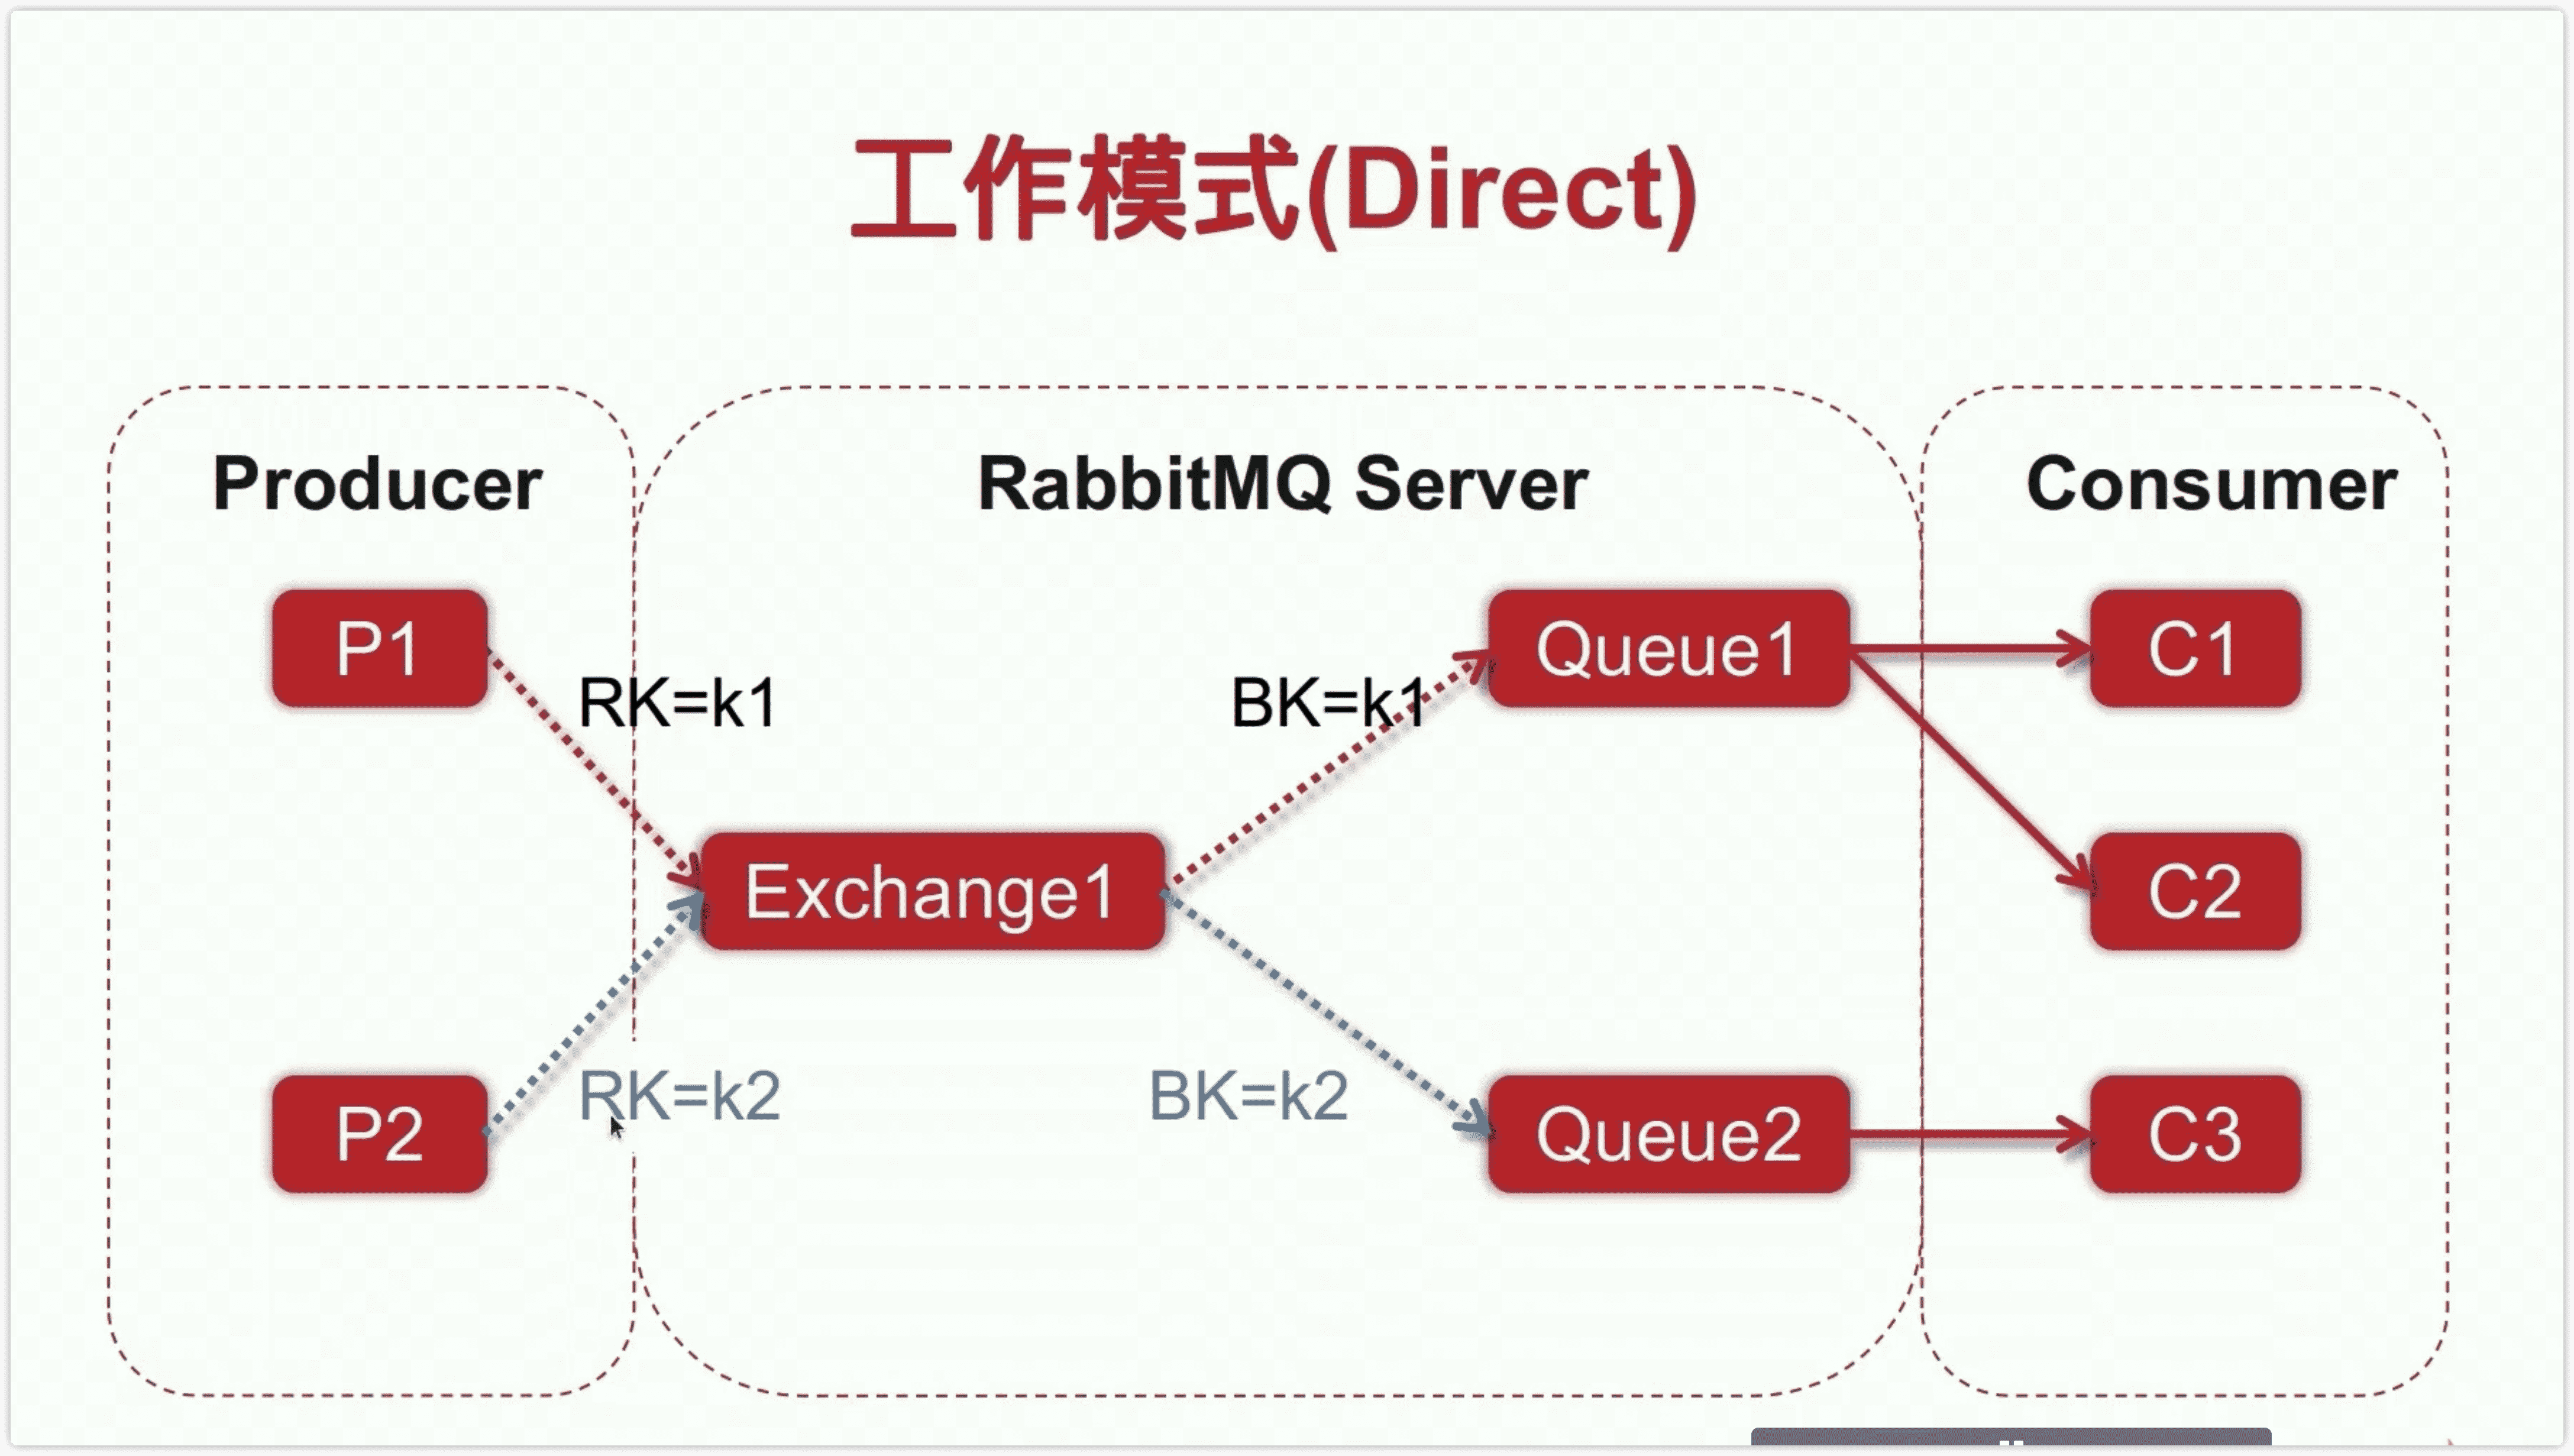 工作模式(Direct)
Producer
RabbitMQ Server
Consumer
P1
RK=k1
BK=k1
Queue1
C1
Exchange1
C2
P2
RK=k2
BK=k2
Queue2
C3